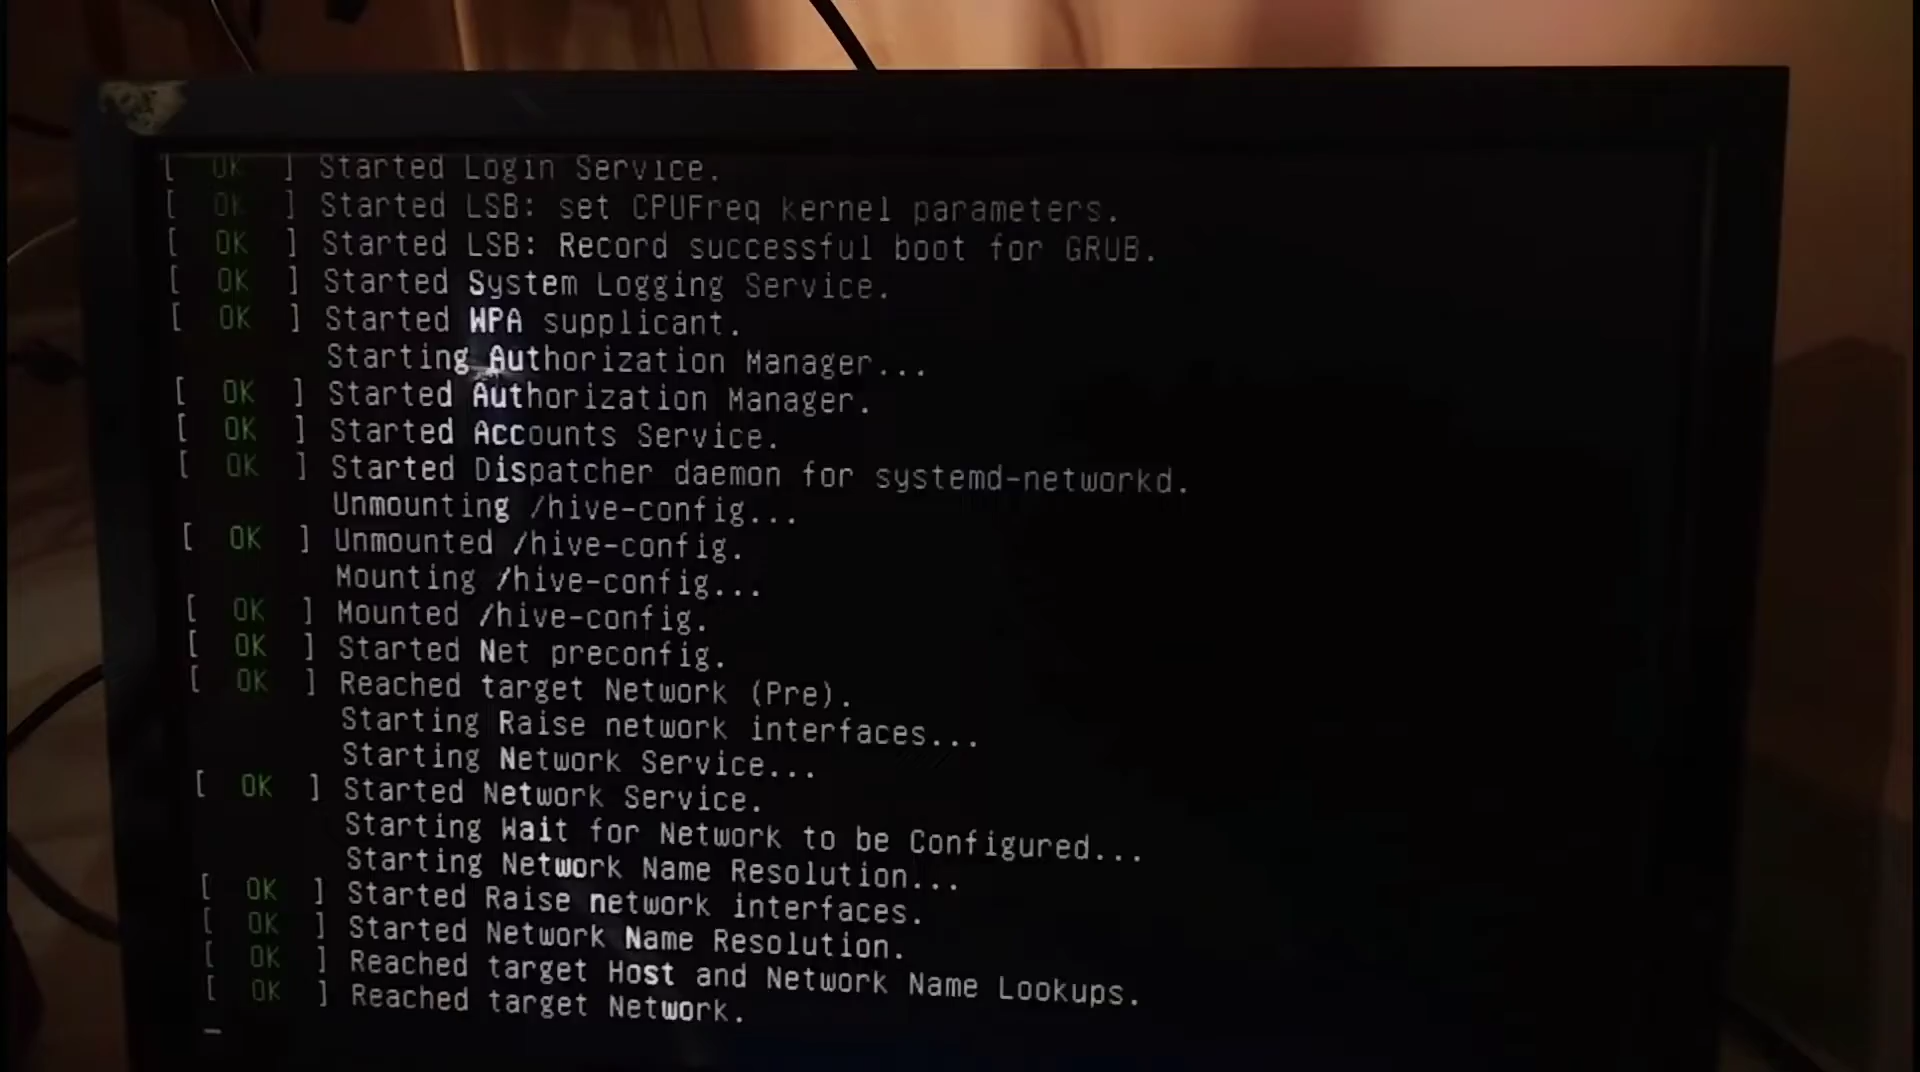 [ OK ] Started Login Service.
[ OK ] Started LSB: set CPUFreq kernel parameters.
[ OK ] Started LSB: Record successful boot for GRUB.
[ OK ] Started System Logging Service.
[ OK ] Started WPA supplicant.
Starting Authorization Manager...
[ OK ] Started Authorization Manager.
[ OK ] Started Accounts Service.
[ OK ] Started Dispatcher daemon for systemd-networkd.
Unmounting /hive-config...
[ OK ] Unmounted /hive-config.
Mounting /hive-config...
[ OK ] Mounted /hive-config.
[ OK ] Started Net preconfig.
[ OK ] Reached target Network (Pre).
Starting Raise network interfaces...
Starting Network Service...
[ OK ] Started Network Service.
Starting Wait for Network to be Configured...
Starting Network Name Resolution...
[ OK ] Started Raise network interfaces.
[ OK ] Started Network Name Resolution.
[ OK ] Reached target Host and Network Name Lookups.
[ OK ] Reached target Network.